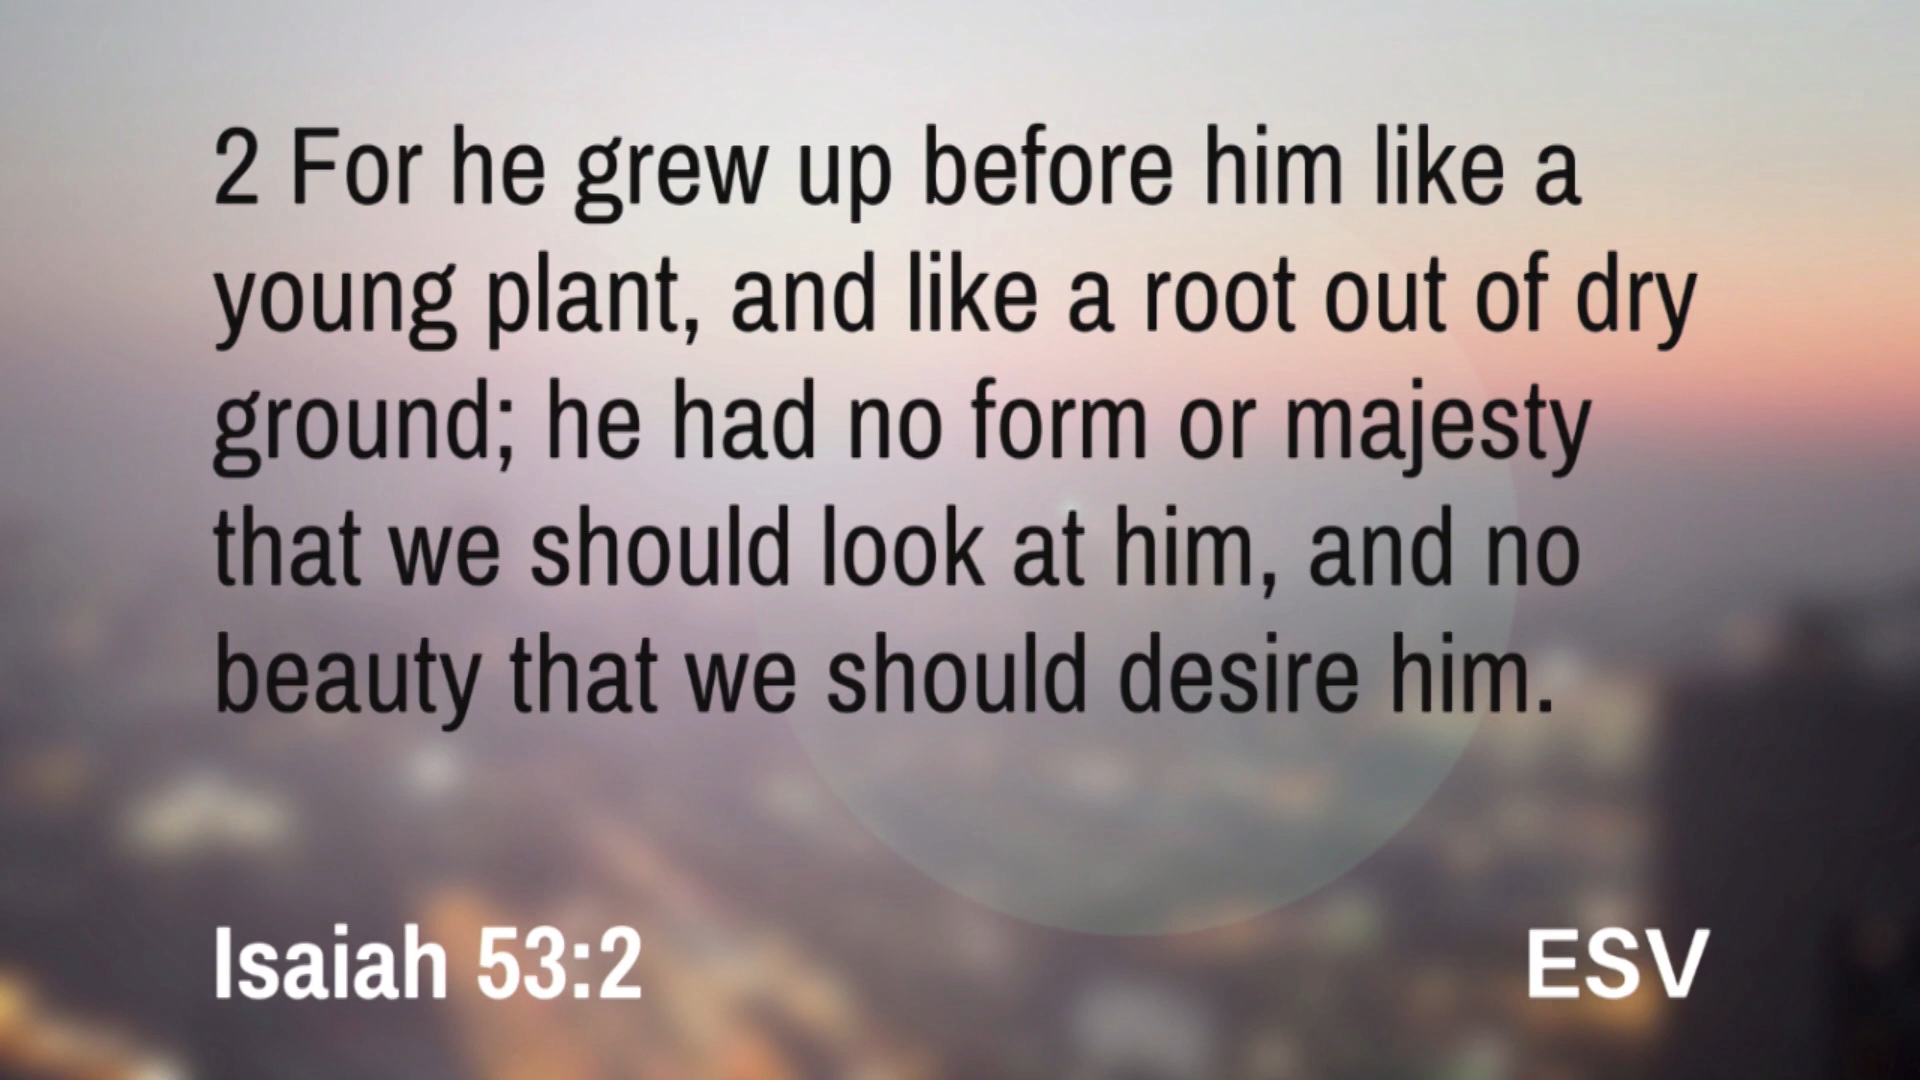 2 For he grew up before him like a
young plant, and like a root out of dry
ground; he had no form or majesty
that we should look at him, and no
beauty that we should desire him.
Isaiah 53:2
ESV